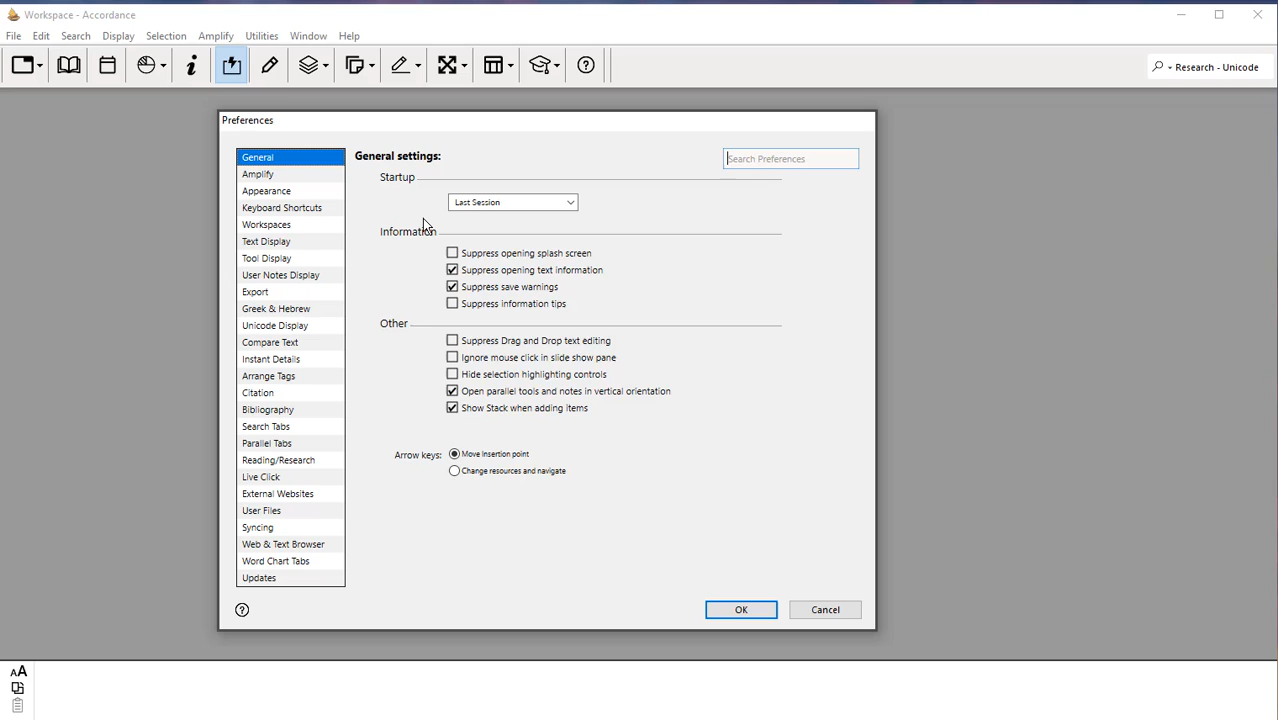 Workspace - Accordance
File Edit Search Display Selection Amplify Utilities Window Help
Research - Unicode
Preferences
General
Amplify
Appearance
Keyboard Shortcuts
Workspaces
Text Display
Tool Display
User Notes Display
Export
Greek & Hebrew
Unicode Display
Compare Text
Instant Details
Arrange Tags
Citation
Bibliography
Search Tabs
Parallel Tabs
Reading/Research
Live Click
External Websites
User Files
Syncing
Web & Text Browser
Word Chart Tabs
Updates
General settings:
Search Preferences
Startup
Last Session
Information
Suppress opening splash screen
Suppress opening text information
Suppress save warnings
Suppress information tips
Other
Suppress Drag and Drop text editing
Ignore mouse click in slide show pane
Hide selection highlighting controls
Open parallel tools and notes in vertical orientation
Show Stack when adding items
Arrow keys: Move Insertion point
Change resources and navigate
OK Cancel
AA